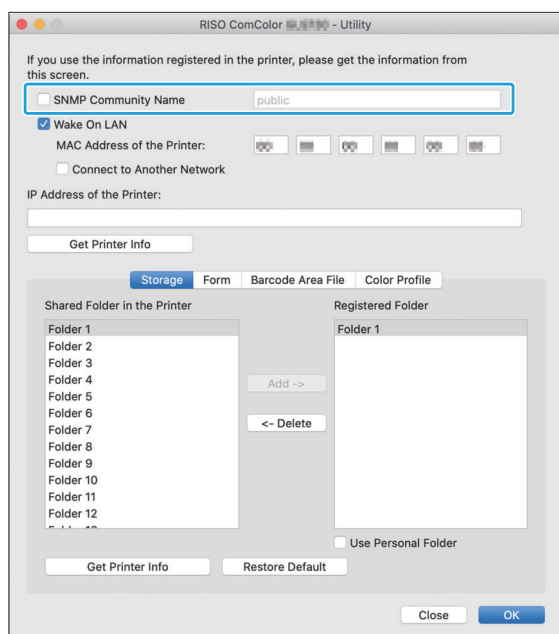 RISO ComColor - Utility
If you use the information registered in the printer, please get the information from
this screen.
SNMP Community Name public
Wake On LAN
MAC Address of the Printer:
Connect to Another Network
IP Address of the Printer:
Get Printer Info
Storage Form Barcode Area File Color Profile
Shared Folder in the Printer Registered Folder
Folder 1 Folder 1
Folder 2
Folder 3
Folder 4 Add ->
Folder 5
Folder 6
Folder 7 <- Delete
Folder 8
Folder 9
Folder 10
Folder 11
Folder 12
Use Personal Folder
Get Printer Info Restore Default
Close OK